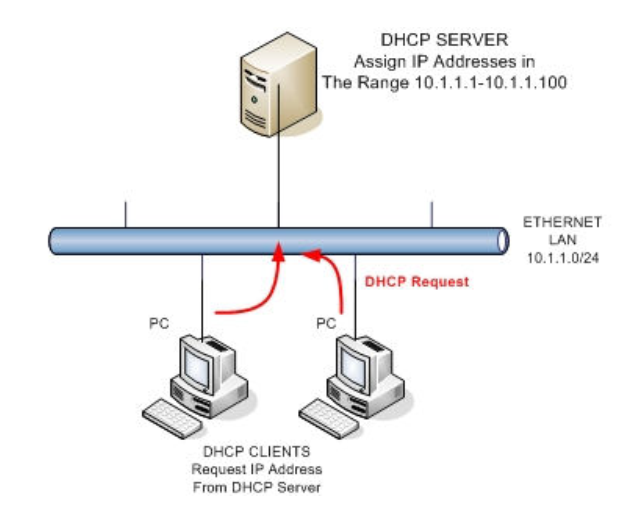 DHCP SERVER
Assign IP Addresses in
The Range 10.1.1.1-10.1.1.100
ETHERNET
LAN
10.1.1.0/24
DHCP Request
PC
PC
DHCP CLIENTS
Request IP Address
From DHCP Server